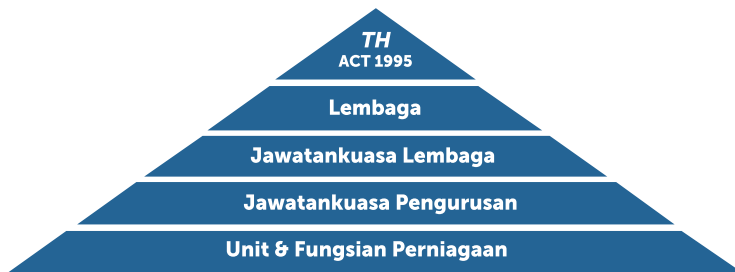 TH
ACT 1995
Lembaga
Jawatankuasa Lembaga
Jawatankuasa Pengurusan
Unit & Fungsian Perniagaan